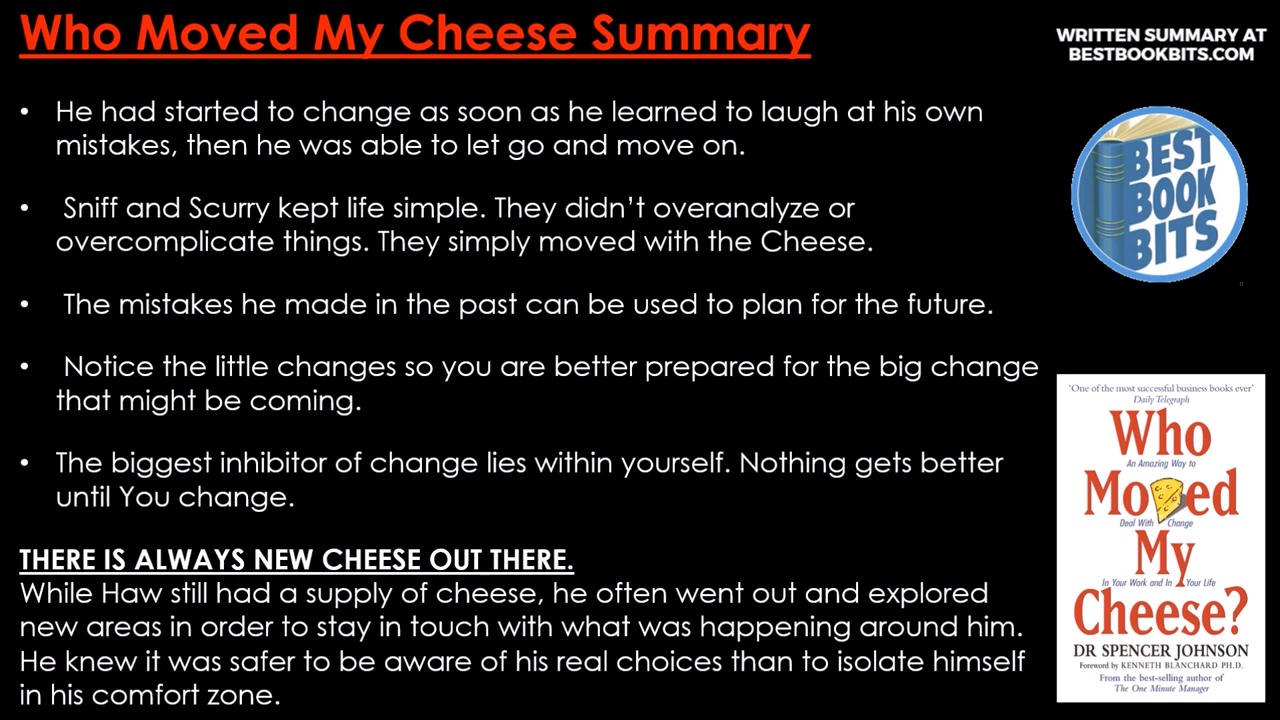 Who Moved My Cheese Summary
WRITTEN SUMMARY AT
BESTBOOKBITS.COM
• He had started to change as soon as he learned to laugh at his own
mistakes, then he was able to let go and move on.
• Sniff and Scurry kept life simple. They didn't overanalyze or
overcomplicate things. They simply moved with the Cheese.
• The mistakes he made in the past can be used to plan for the future.
• Notice the little changes so you are better prepared for the big change
that might be coming.
• The biggest inhibitor of change lies within yourself. Nothing gets better
until You change.
THERE IS ALWAYS NEW CHEESE OUT THERE.
While Haw still had a supply of cheese, he often went out and explored
new areas in order to stay in touch with what was happening around him.
He knew it was safer to be aware of his real choices than to isolate himself
in his comfort zone.
BEST
BOOK
BITS
'One of the most successful business books ever'
Daily Telegraph
Who
An Amazing Way to
Moved
Deal With Change
My
In Your Work and In Your Life
Cheese?
DR SPENCER JOHNSON
Foreword by KENNETH BLANCHARD PH.D.
From the best-selling author of
The One Minute Manager